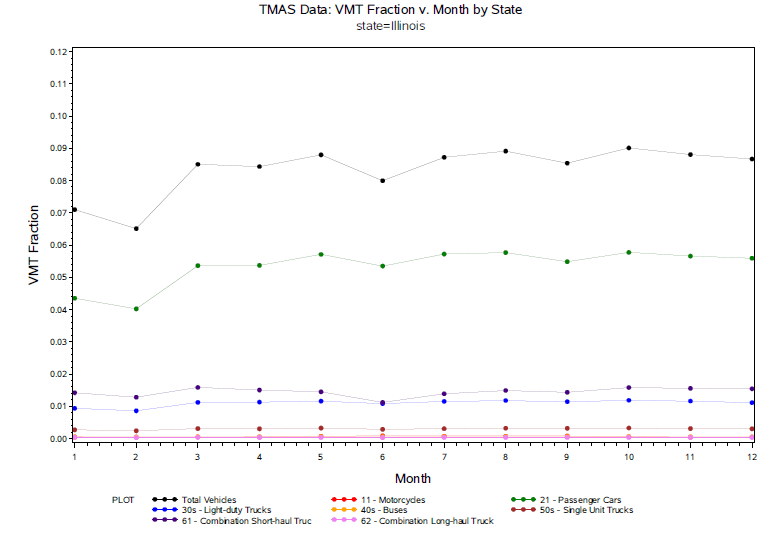 TMAS Data: VMT Fraction v. Month by State
state=Illinois
0.12
0.11
0.10
0.09
0.08
0.07
0.06
0.05
0.04
0.03
0.02
0.01
0.00
VMT Fraction
1 2 3 4 5 6 7 8 9 10 11 12
Month
PLOT Total Vehicles 11 - Motorcycles 21 - Passenger Cars
30s - Light-duty Trucks 40s - Buses 50s - Single Unit Trucks
61 - Combination Short-haul Truc 62 - Combination Long-haul Truck